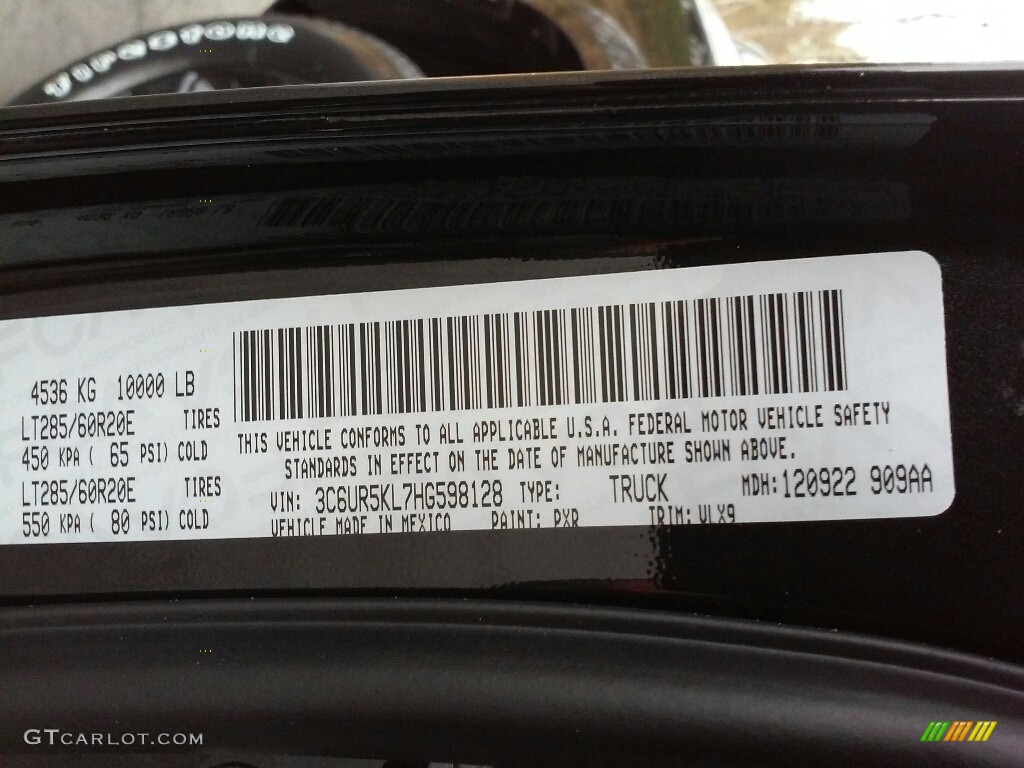 Firestone
4536 KG 10000 LB
LT285/60R20E TIRES
450 KPA ( 65 PSI) COLD
LT285/60R20E TIRES
550 KPA ( 80 PSI) COLD
THIS VEHICLE CONFORMS TO ALL APPLICABLE U.S.A. FEDERAL MOTOR VEHICLE SAFETY
STANDARDS IN EFFECT ON THE DATE OF MANUFACTURE SHOWN ABOVE.
VIN: 3C6UR5KL7HG598128 TYPE: TRUCK MDH:120922 909AA
VEHICLE MADE IN MEXICO PAINT: PXR TRIM: VLX9
GTCARLOT.COM